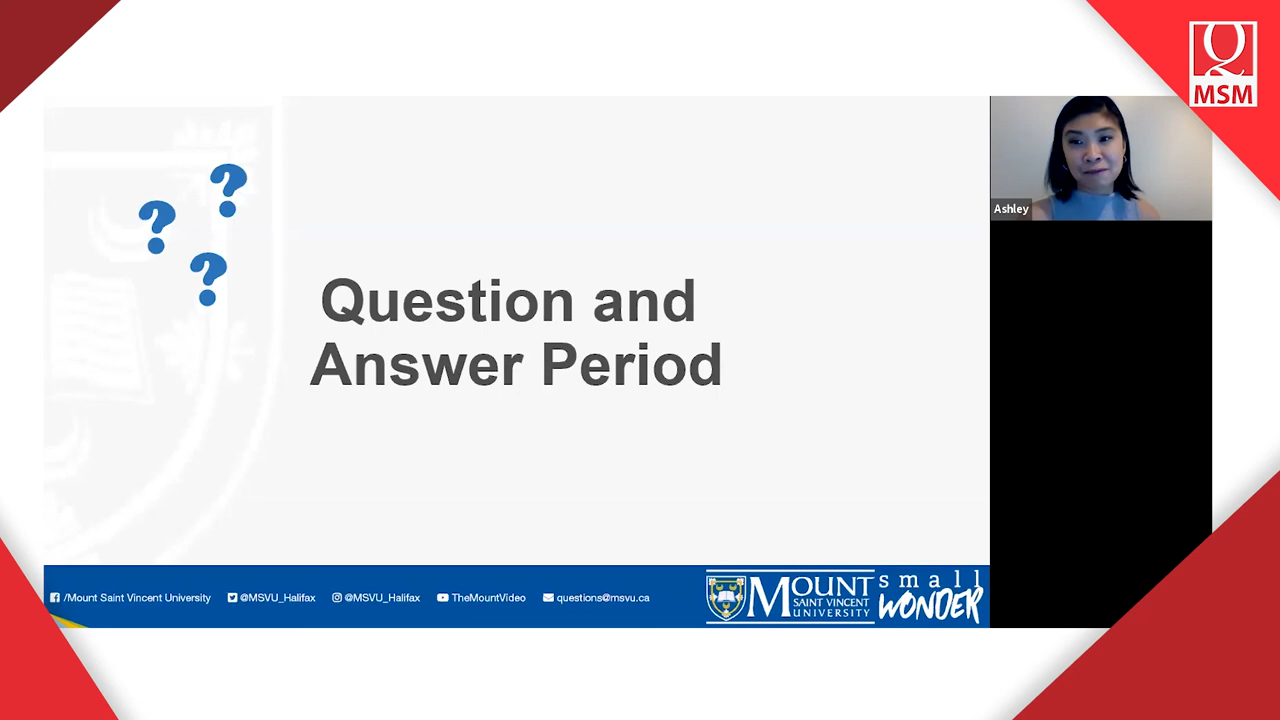 MSM
Ashley
? ? ?
Question and
Answer Period
/Mount Saint Vincent University @MSVU_Halifax @MSVU_Halifax TheMountVideo questions@msvu.ca
MOUNT
SAINT VINCENT
UNIVERSITY
small
WONDER